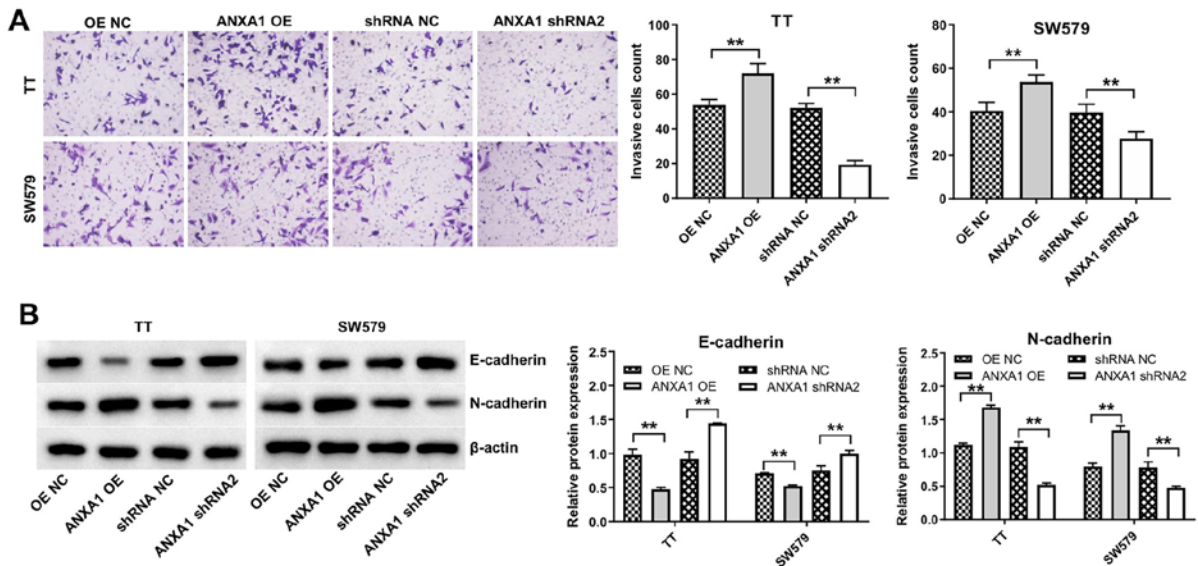 A
OE NC ANXA1 OE shRNA NC ANXA1 shRNA2
TT
SW579
TT
Invasive cells count
100
80
60
40
20
0
**
**
OE NC
ANXA1 OE
shRNA NC
ANXA1 shRNA2
SW579
Invasive cells count
80
60
40
20
0
**
**
OE NC
ANXA1 OE
shRNA NC
ANXA1 shRNA2
B
TT SW579
E-cadherin
N-cadherin
β-actin
OE NC
ANXA1 OE
shRNA NC
ANXA1 shRNA2
OE NC
ANXA1 OE
shRNA NC
ANXA1 shRNA2
E-cadherin
Relative protein expression
2.5
2.0
1.5
1.0
0.5
0.0
OE NC shRNA NC
ANXA1 OE ANXA1 shRNA2
**
**
**
**
TT
SW579
N-cadherin
Relative protein expression
2.5
2.0
1.5
1.0
0.5
0.0
OE NC shRNA NC
ANXA1 OE ANXA1 shRNA2
**
**
**
**
TT
SW579